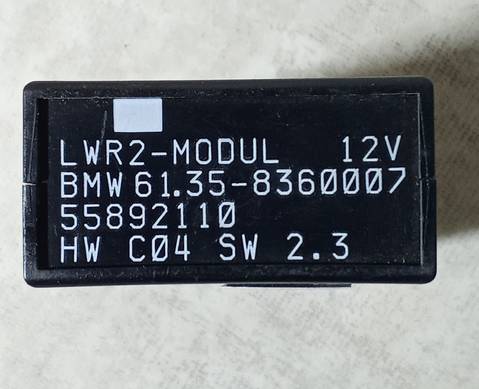 LWR2-MODUL 12V
BMW 61.35-8360007
55892110
HW C04 SW 2.3